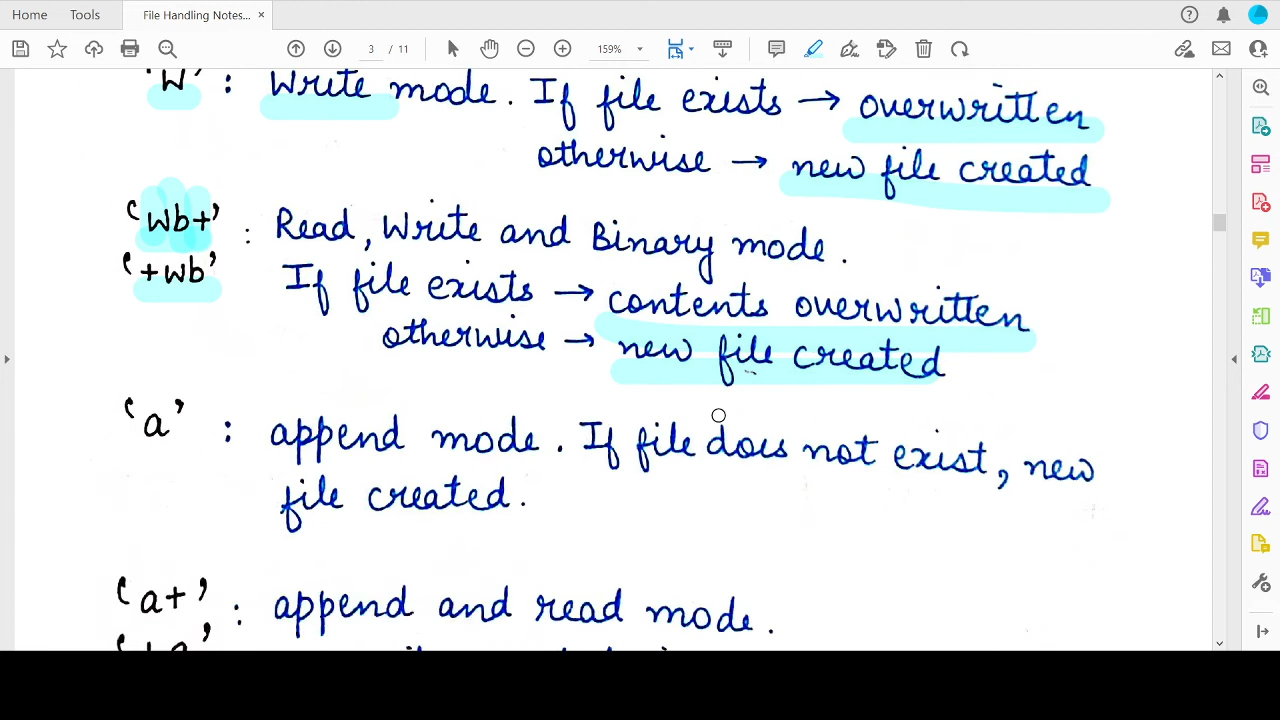 Home Tools File Handling Notes... ×
3 / 11 159%
'W' : Write mode. If file exists → overwritten
otherwise → new file created
'wb+' : Read, Write and Binary mode.
'+wb' If file exists → contents overwritten
otherwise → new file created
'a' : append mode. If file does not exist, new
file created.
'a+' : append and read mode.